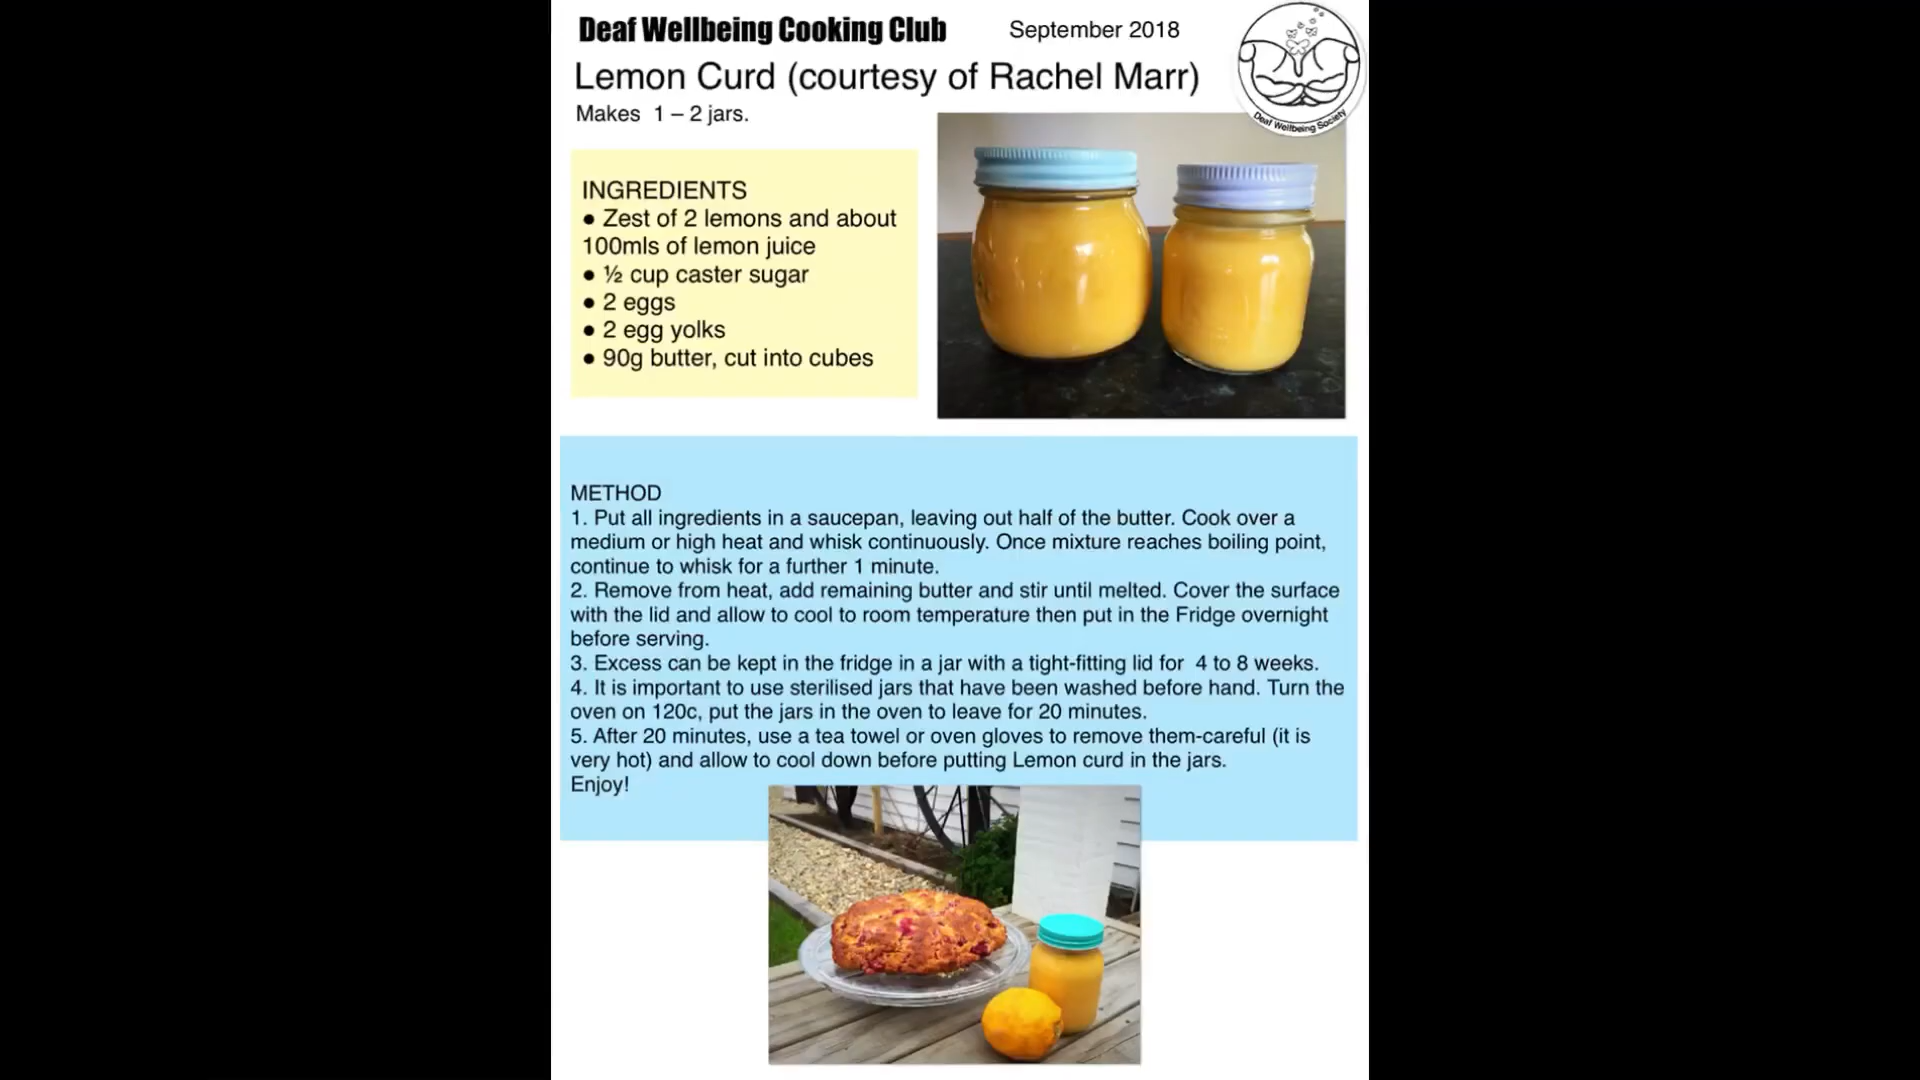 Deaf Wellbeing Cooking Club
September 2018
Lemon Curd (courtesy of Rachel Marr)
Makes 1 – 2 jars.
Deaf Wellbeing Society
INGREDIENTS
● Zest of 2 lemons and about
100mls of lemon juice
● ½ cup caster sugar
● 2 eggs
● 2 egg yolks
● 90g butter, cut into cubes
METHOD
1. Put all ingredients in a saucepan, leaving out half of the butter. Cook over a
medium or high heat and whisk continuously. Once mixture reaches boiling point,
continue to whisk for a further 1 minute.
2. Remove from heat, add remaining butter and stir until melted. Cover the surface
with the lid and allow to cool to room temperature then put in the Fridge overnight
before serving.
3. Excess can be kept in the fridge in a jar with a tight-fitting lid for 4 to 8 weeks.
4. It is important to use sterilised jars that have been washed before hand. Turn the
oven on 120c, put the jars in the oven to leave for 20 minutes.
5. After 20 minutes, use a tea towel or oven gloves to remove them-careful (it is
very hot) and allow to cool down before putting Lemon curd in the jars.
Enjoy!